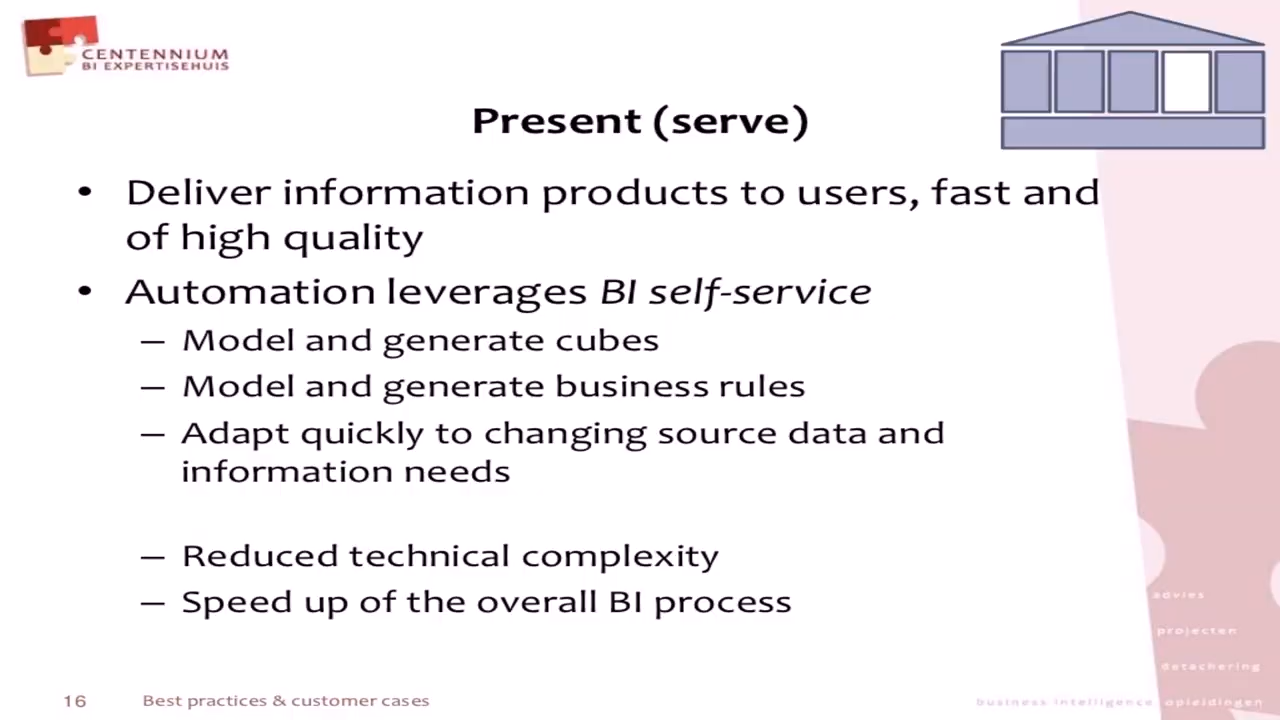 CENTENNIUM
BI EXPERTISEHUIS
Present (serve)
• Deliver information products to users, fast and
of high quality
• Automation leverages BI self-service
– Model and generate cubes
– Model and generate business rules
– Adapt quickly to changing source data and
information needs
– Reduced technical complexity
– Speed up of the overall BI process
advies
projecten
detachering
business intelligence opleidingen
16 Best practices & customer cases